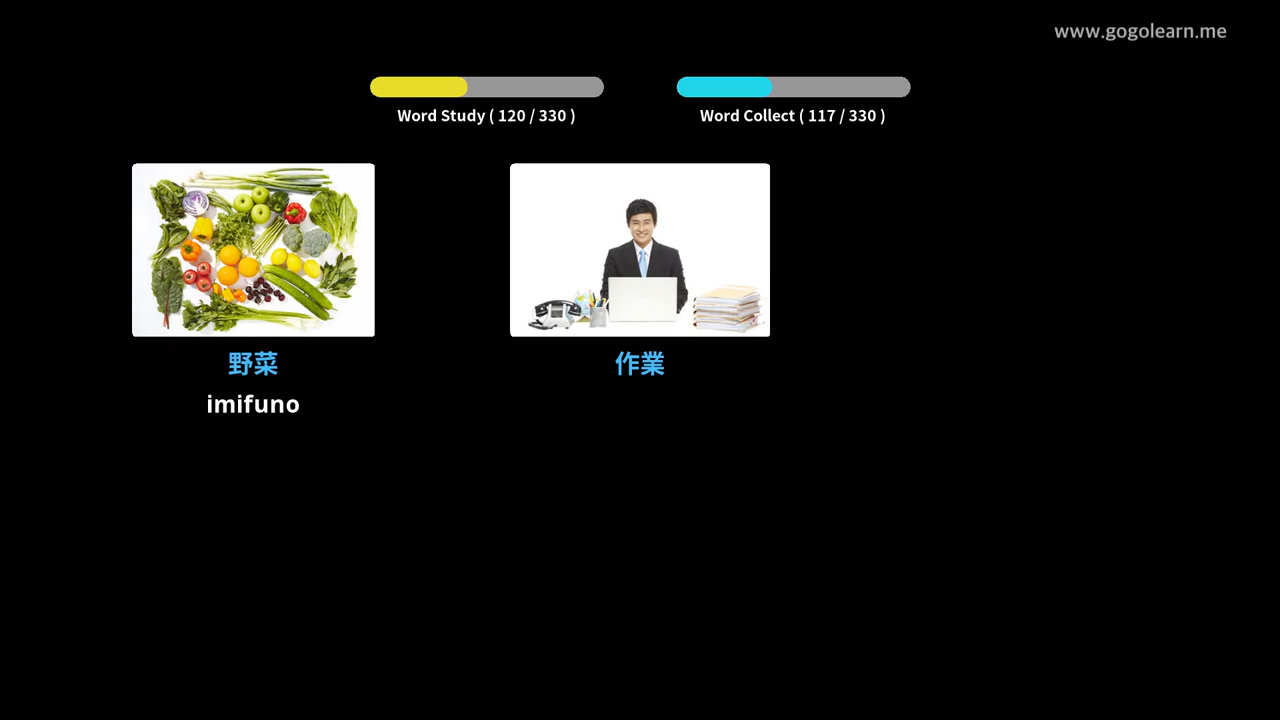 www.gogolearn.me
Word Study ( 120 / 330 )
Word Collect ( 117 / 330 )
野菜
imifuno
作業